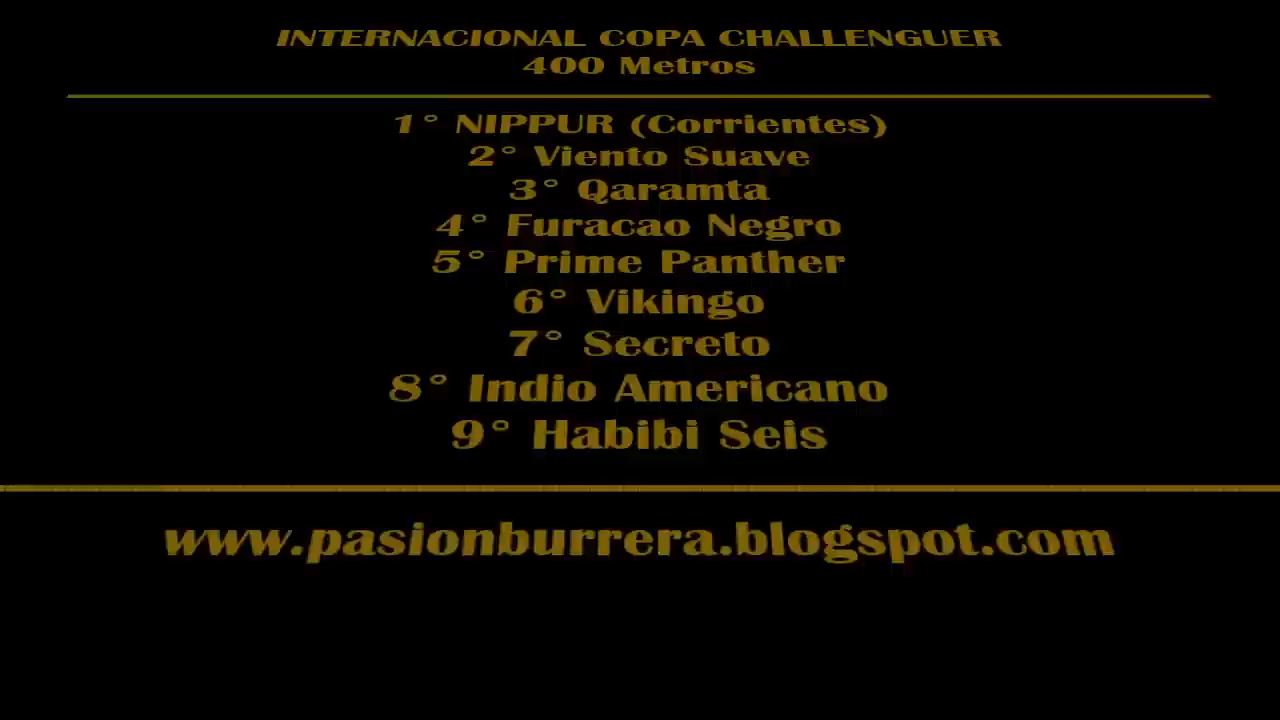 INTERNACIONAL COPA CHALLENGUER
400 Metros
1° NIPPUR (Corrientes)
2° Viento Suave
3° Qaramta
4° Furacao Negro
5° Prime Panther
6° Vikingo
7° Secreto
8° Indio Americano
9° Habibi Seis
www.pasionburrera.blogspot.com